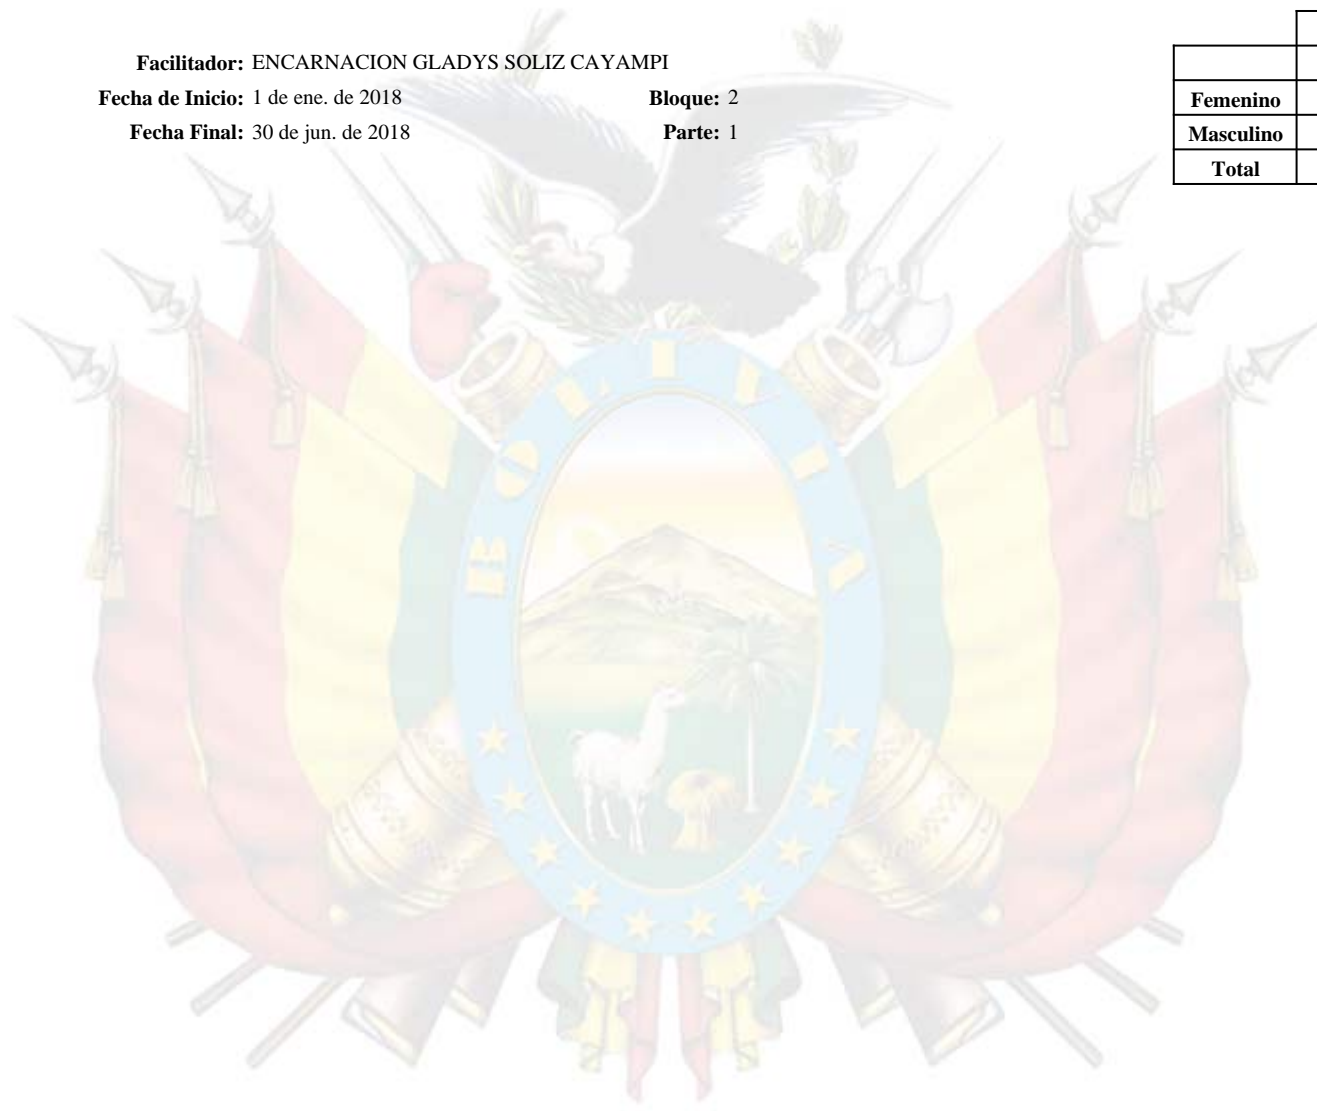 Facilitador: ENCARNACION GLADYS SOLIZ CAYAMPI
Fecha de Inicio: 1 de ene. de 2018 Bloque: 2
Fecha Final: 30 de jun. de 2018 Parte: 1
Femenino
Masculino
Total
BOLIVIA